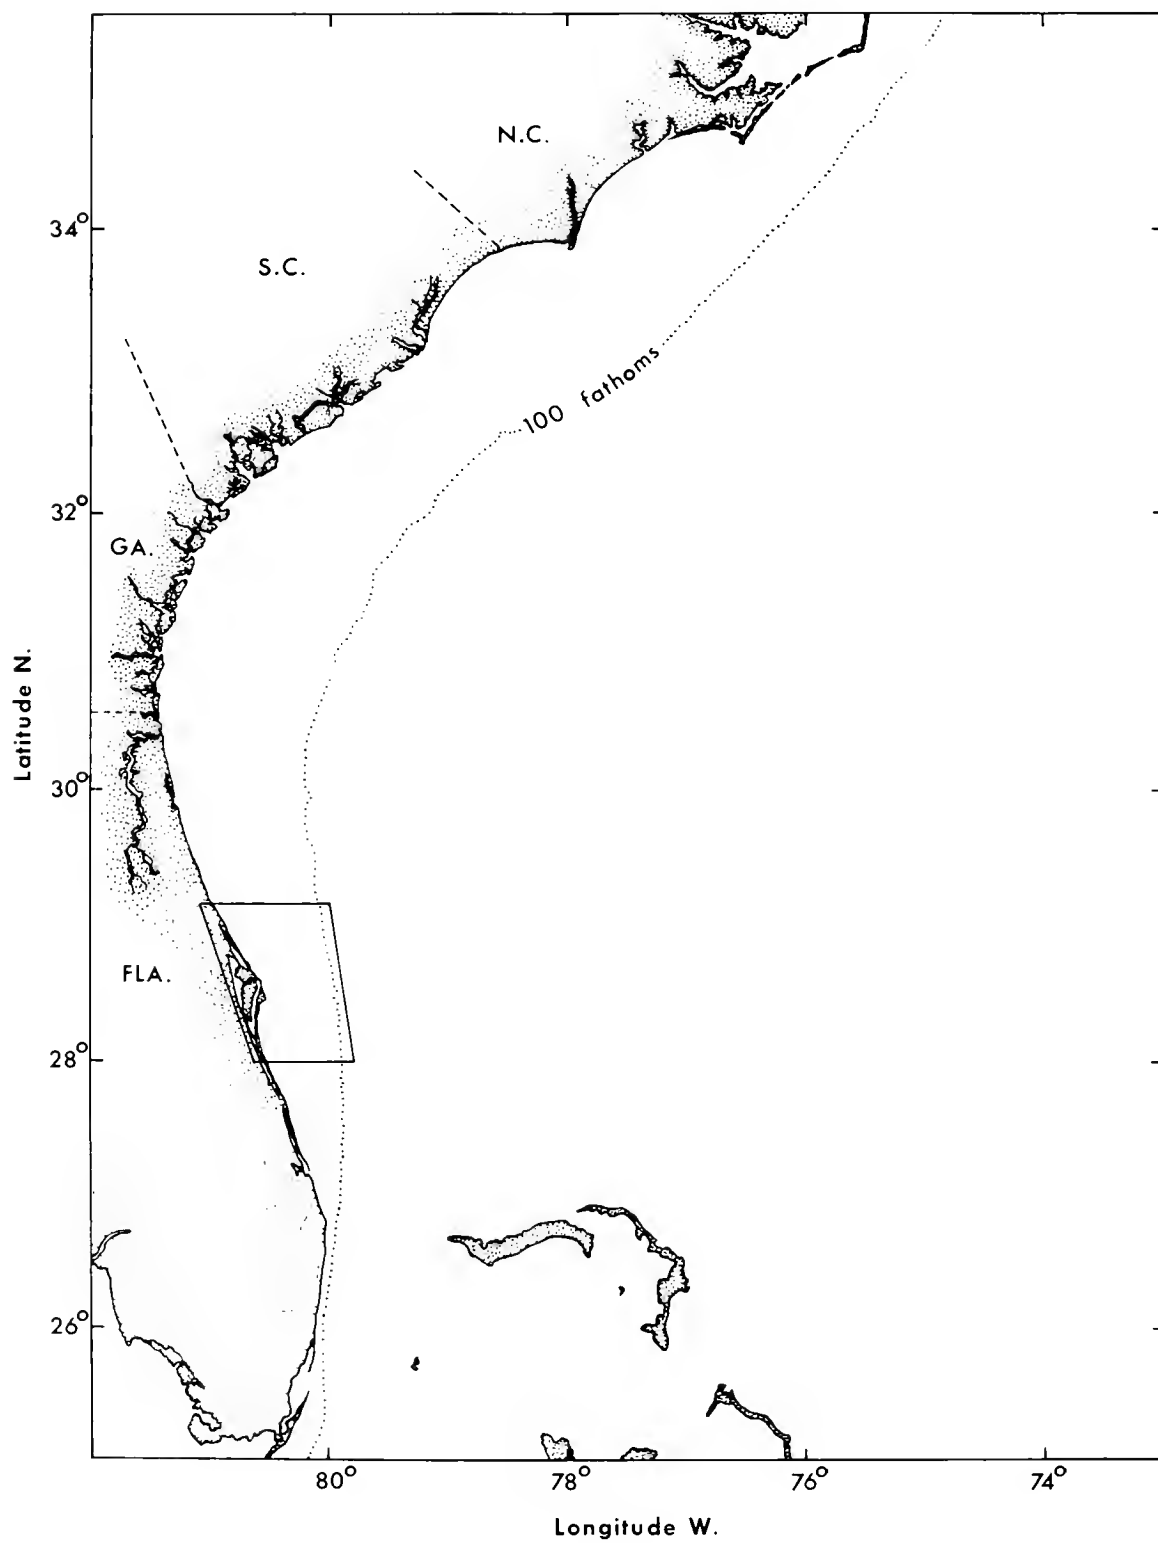 N.C.
34°
S.C.
100 fathoms
32°
GA.
Latitude N.
30°
FLA.
28°
26°
80°
78°
76°
74°
Longitude W.